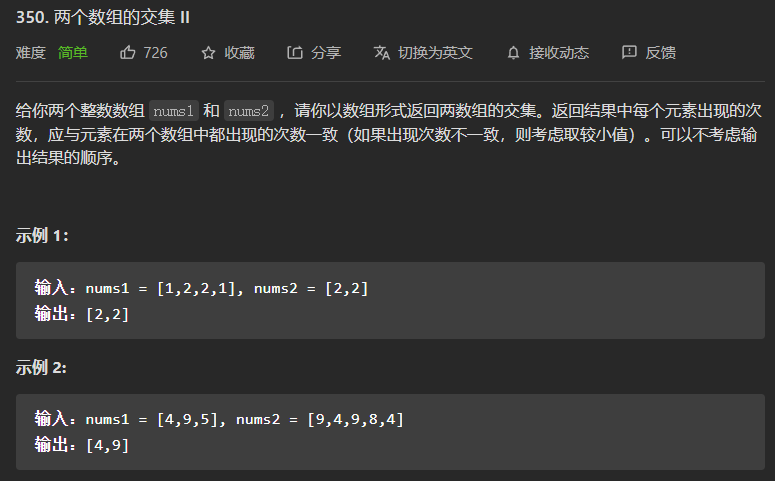 350. 两个数组的交集 II
难度 简单 726 收藏 分享 切换为英文 接收动态 反馈
给你两个整数数组 nums1 和 nums2 ，请你以数组形式返回两数组的交集。返回结果中每个元素出现的次
数，应与元素在两个数组中都出现的次数一致（如果出现次数不一致，则考虑取较小值）。可以不考虑输
出结果的顺序。
示例 1：
输入：nums1 = [1,2,2,1], nums2 = [2,2]
输出：[2,2]
示例 2:
输入：nums1 = [4,9,5], nums2 = [9,4,9,8,4]
输出：[4,9]